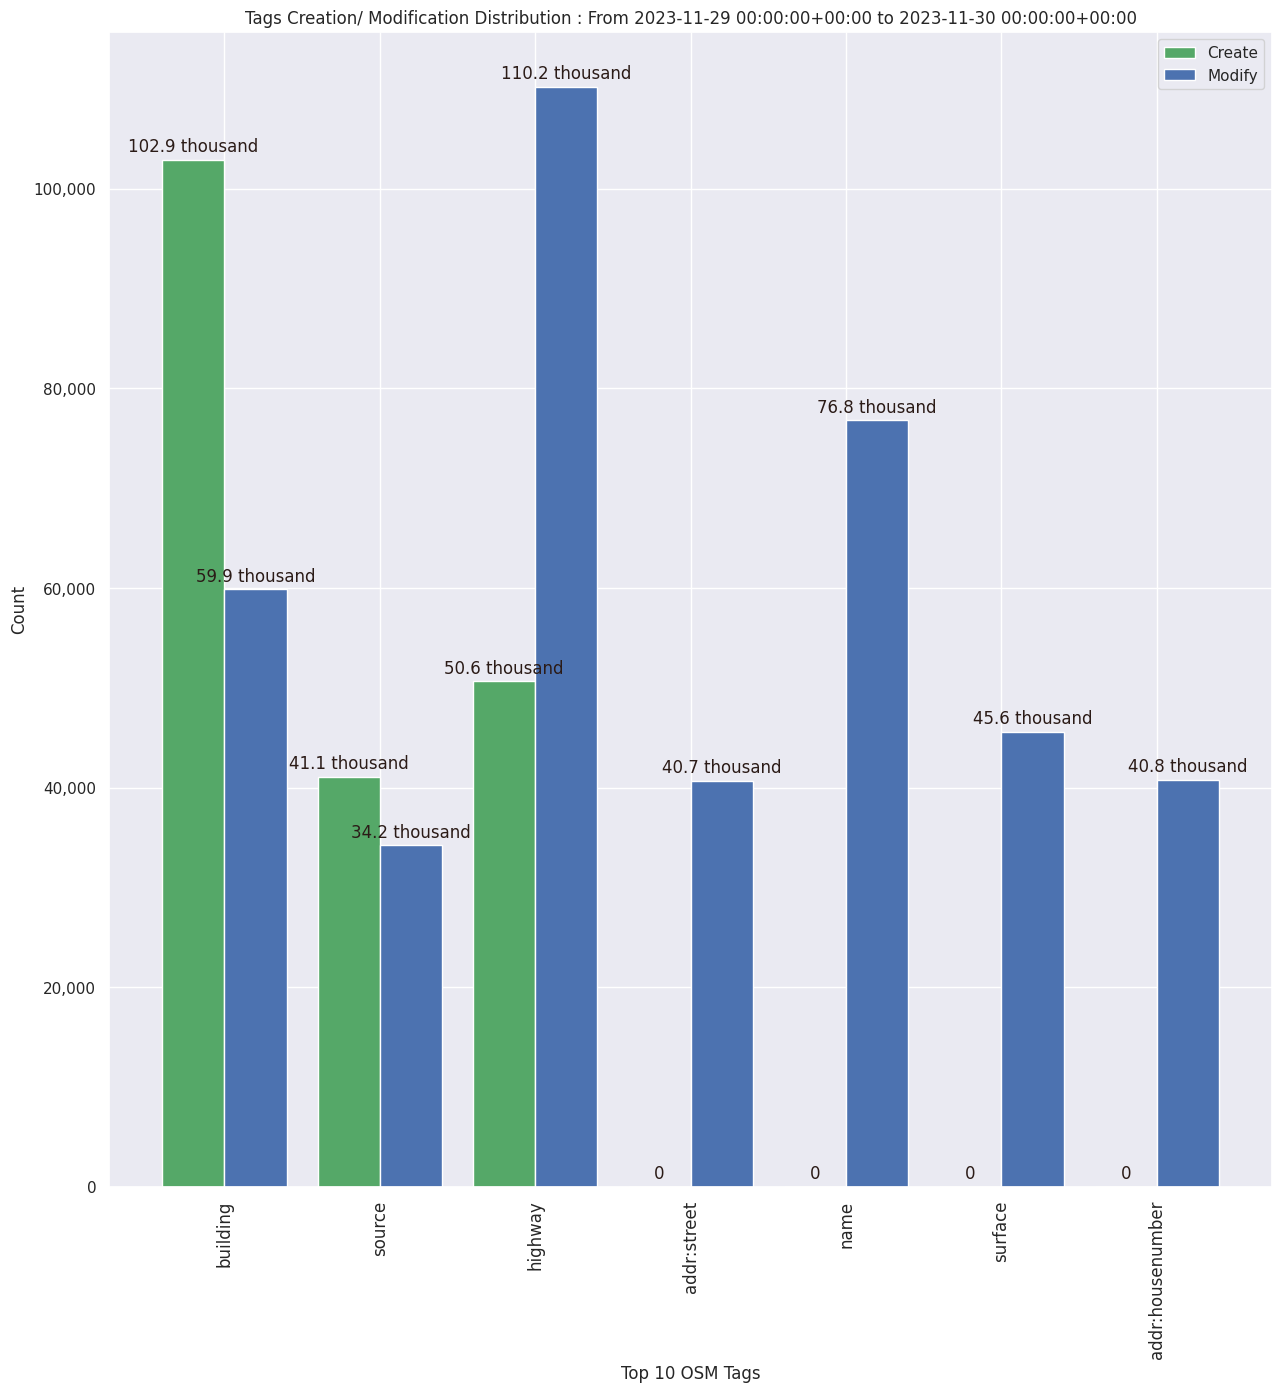 Tags Creation/ Modification Distribution : From 2023-11-29 00:00:00+00:00 to 2023-11-30 00:00:00+00:00
Create
Modify
110.2 thousand
102.9 thousand
100,000
80,000
76.8 thousand
59.9 thousand
60,000
Count
50.6 thousand
45.6 thousand
41.1 thousand
40.7 thousand
40.8 thousand
40,000
34.2 thousand
20,000
0
0
0
0
0
building
source
highway
addr:street
name
surface
addr:housenumber
Top 10 OSM Tags